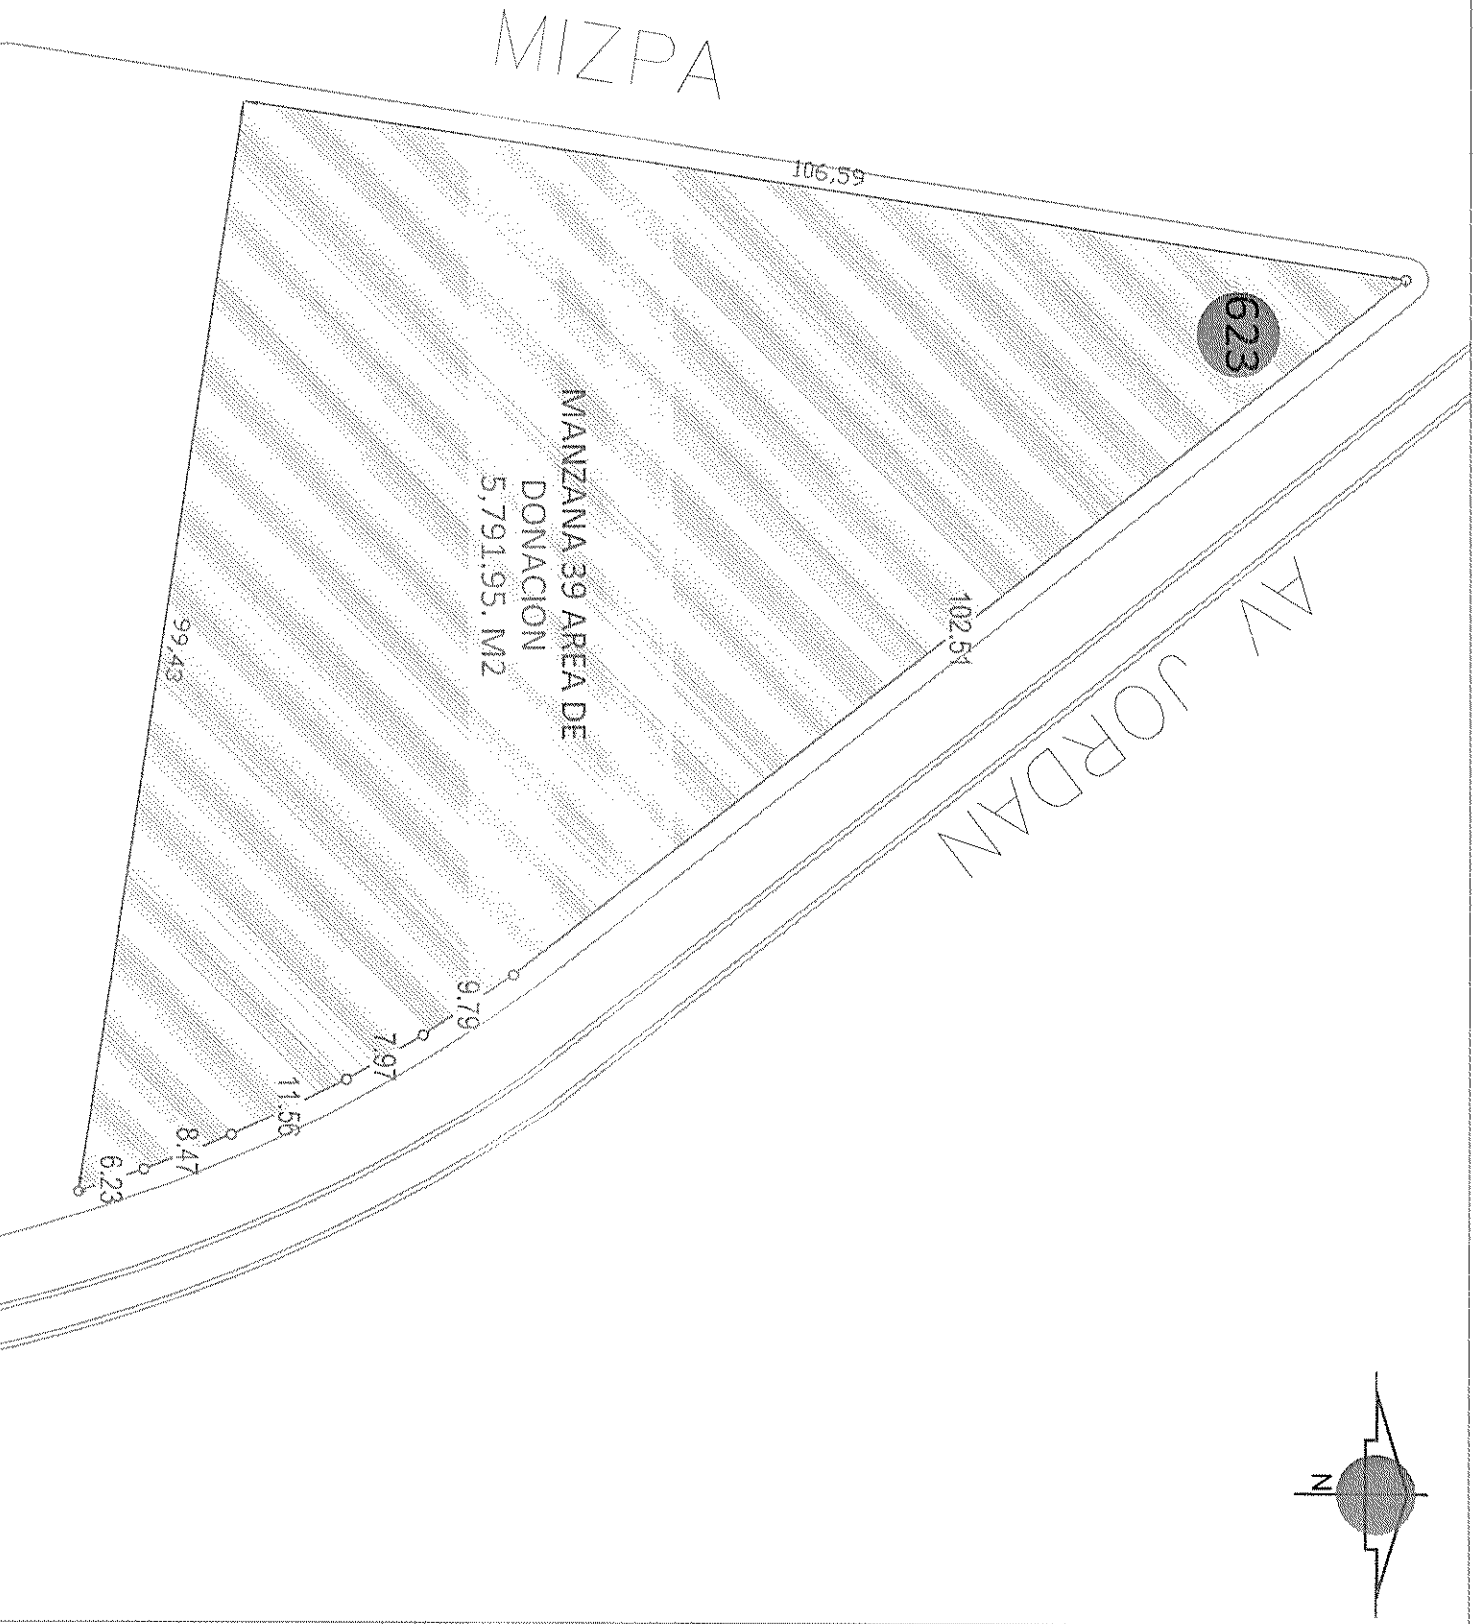 MIZPA
106,59
623
AV JORDAN
102.51
MANZANA 39 AREA DE
DONACION
5,791.95. M2
99,43
9.79
7.97
11.56
8.47
6.23
N